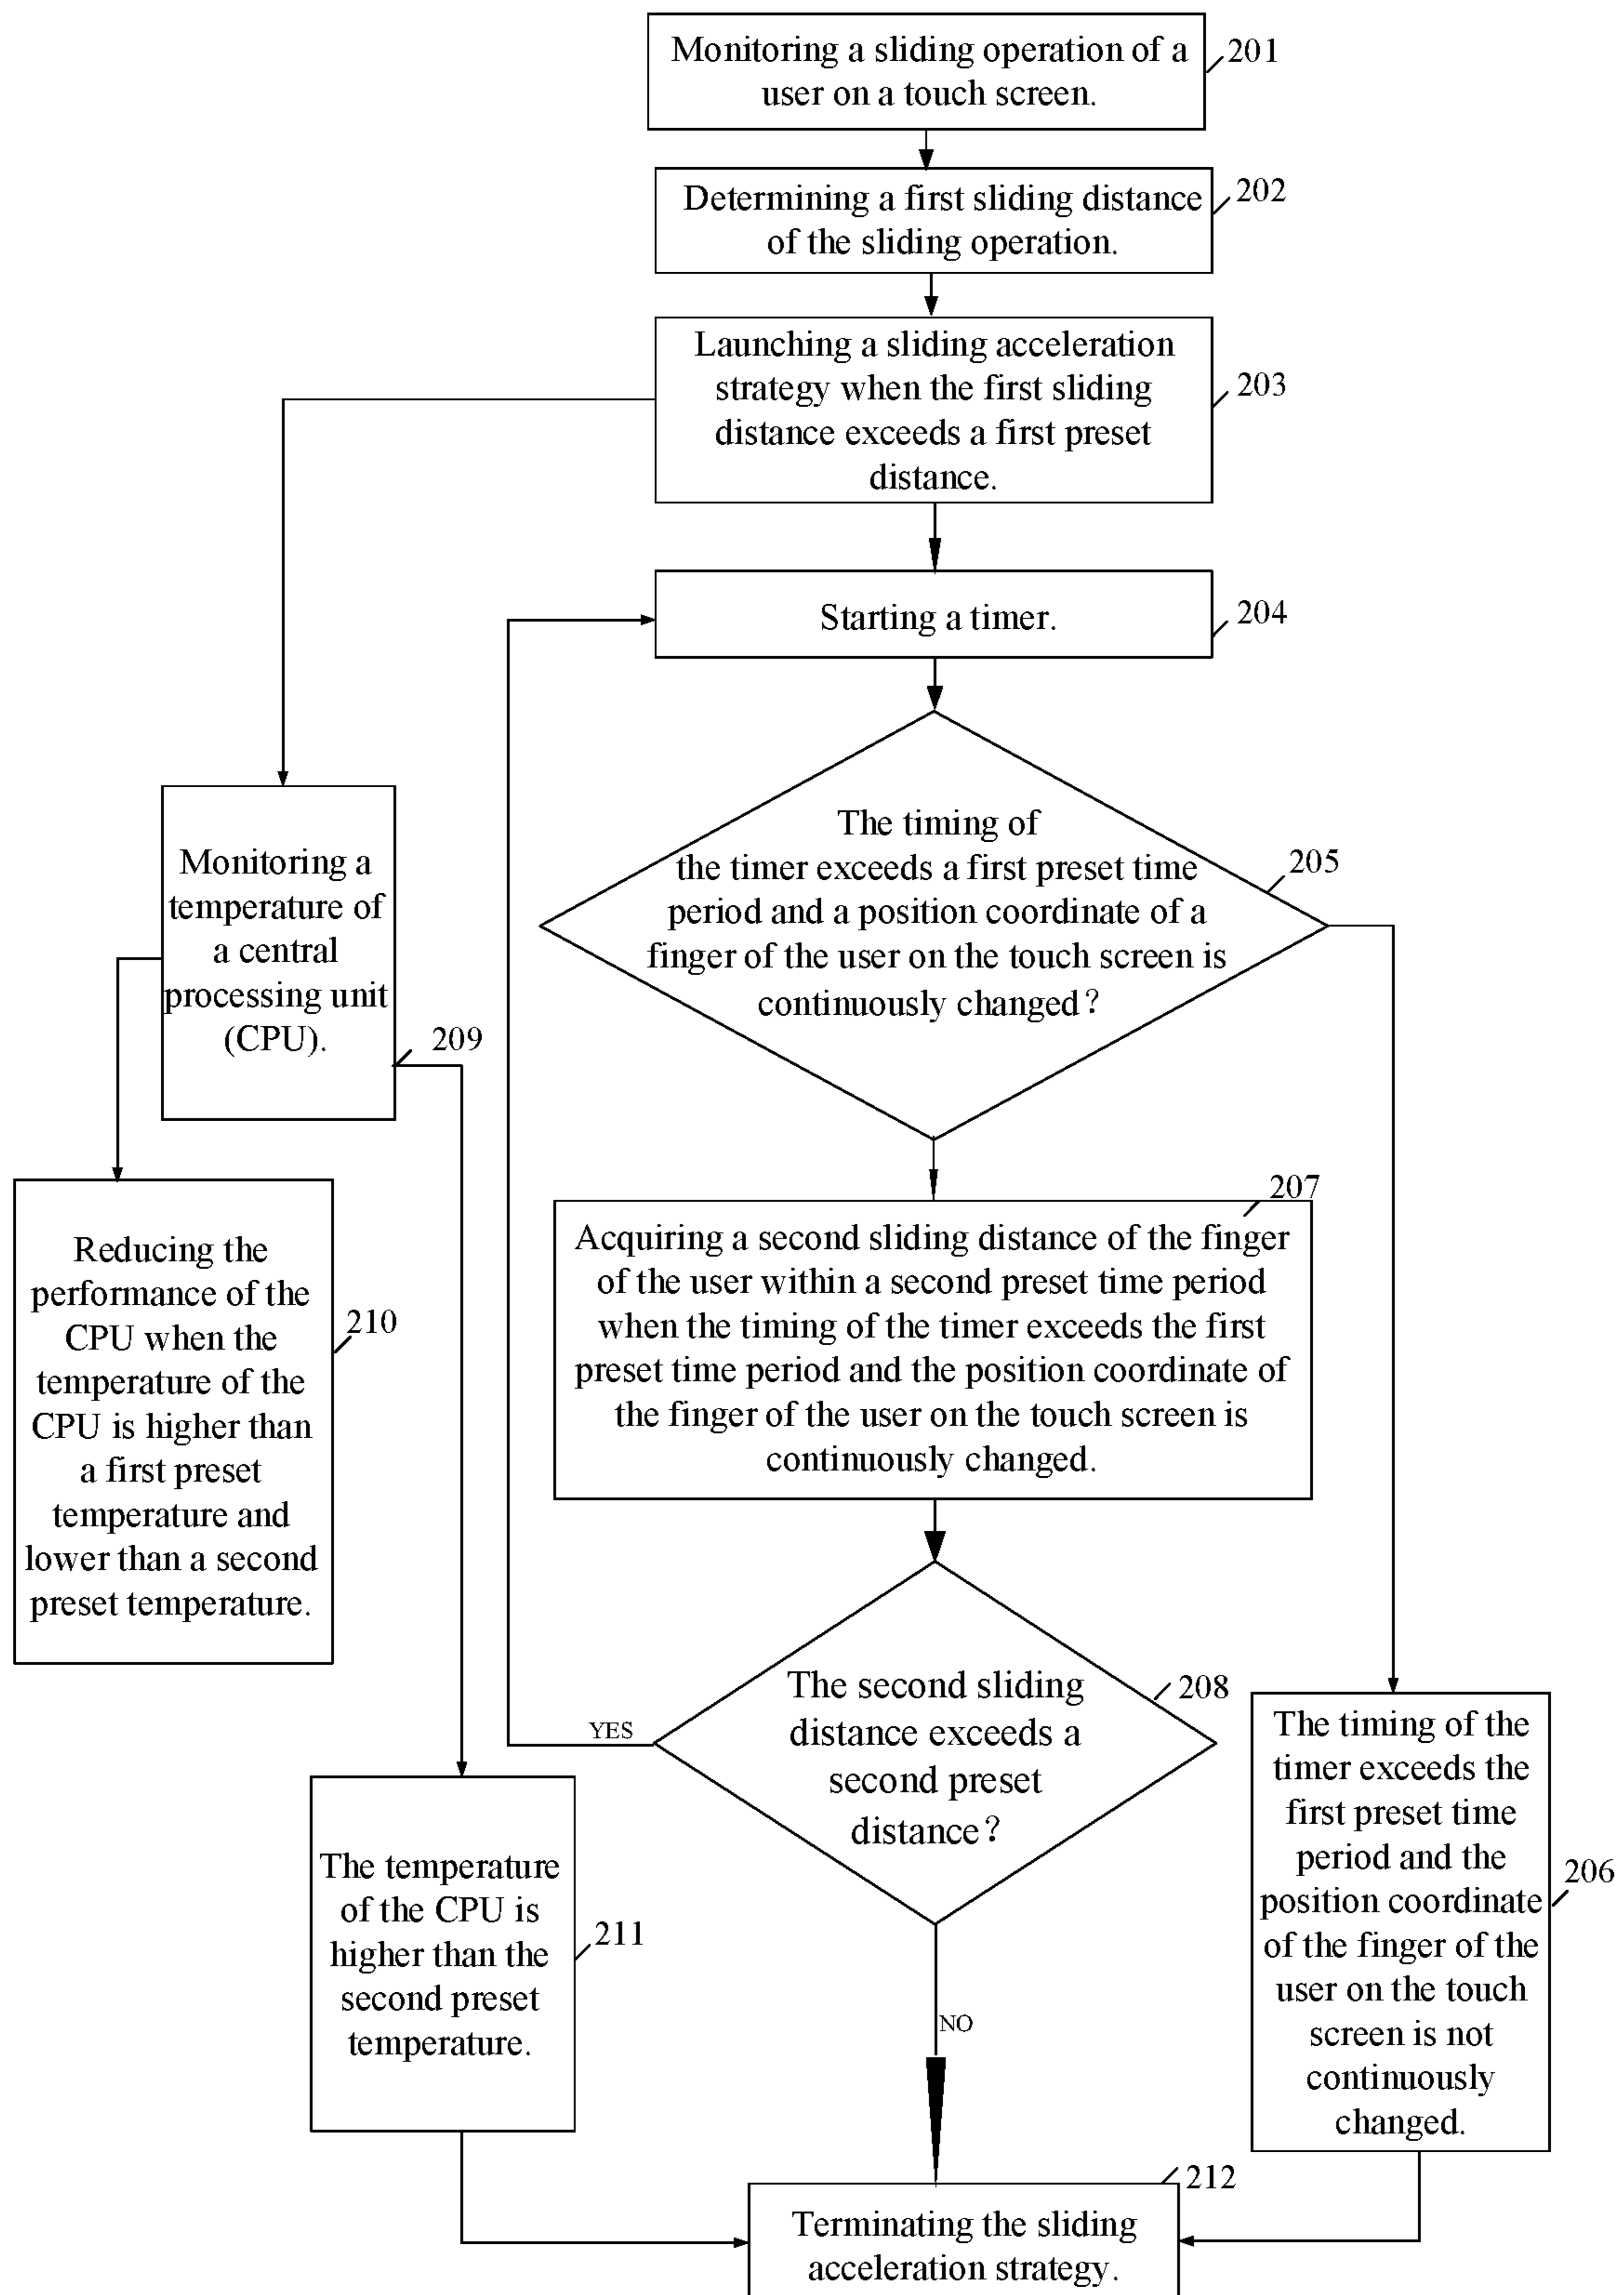 Monitoring a sliding operation of a
user on a touch screen.
201
Determining a first sliding distance
of the sliding operation.
202
Launching a sliding acceleration
strategy when the first sliding
distance exceeds a first preset
distance.
203
Starting a timer.
204
The timing of
the timer exceeds a first preset time
period and a position coordinate of a
finger of the user on the touch screen is
continuously changed?
205
Monitoring a
temperature of
a central
processing unit
(CPU).
209
207
Acquiring a second sliding distance of the finger
of the user within a second preset time period
when the timing of the timer exceeds the first
preset time period and the position coordinate of
the finger of the user on the touch screen is
continuously changed.
Reducing the
performance of the
CPU when the
temperature of the
CPU is higher than
a first preset
temperature and
lower than a second
preset temperature.
210
The second sliding
distance exceeds a
second preset
distance?
208
YES
NO
The timing of the
timer exceeds the
first preset time
period and the
position coordinate
of the finger of the
user on the touch
screen is not
continuously
changed.
206
The temperature
of the CPU is
higher than the
second preset
temperature.
211
212
Terminating the sliding
acceleration strategy.